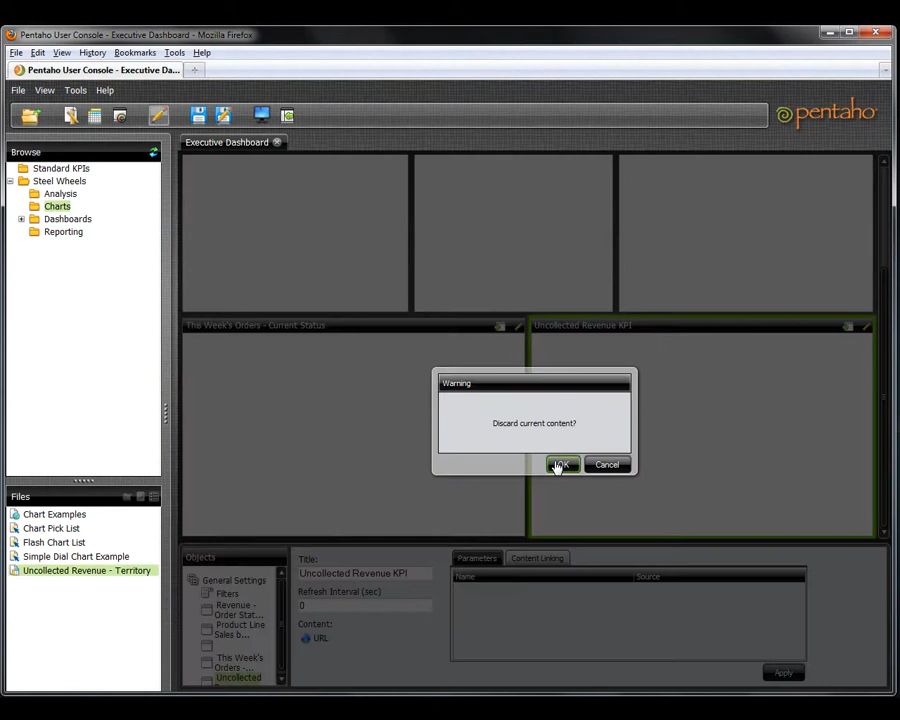 Pentaho User Console - Executive Dashboard - Mozilla Firefox
File Edit View History Bookmarks Tools Help
Pentaho User Console - Executive Da...
File View Tools Help
pentaho
Browse
Executive Dashboard
Standard KPIs
Steel Wheels
Analysis
Charts
Dashboards
Reporting
This Week's Orders - Current Status
Uncollected Revenue KPI
Warning
Discard current content?
OK
Cancel
Files
Chart Examples
Chart Pick List
Flash Chart List
Simple Dial Chart Example
Uncollected Revenue - Territory
Objects
General Settings
Filters
Revenue -
Order Stat...
Product Line
Sales b...
This Week's
Orders -...
Uncollected
Title:
Uncollected Revenue KPI
Refresh Interval (sec)
0
Content:
URL
Parameters
Content Linking
Name
Source
Apply